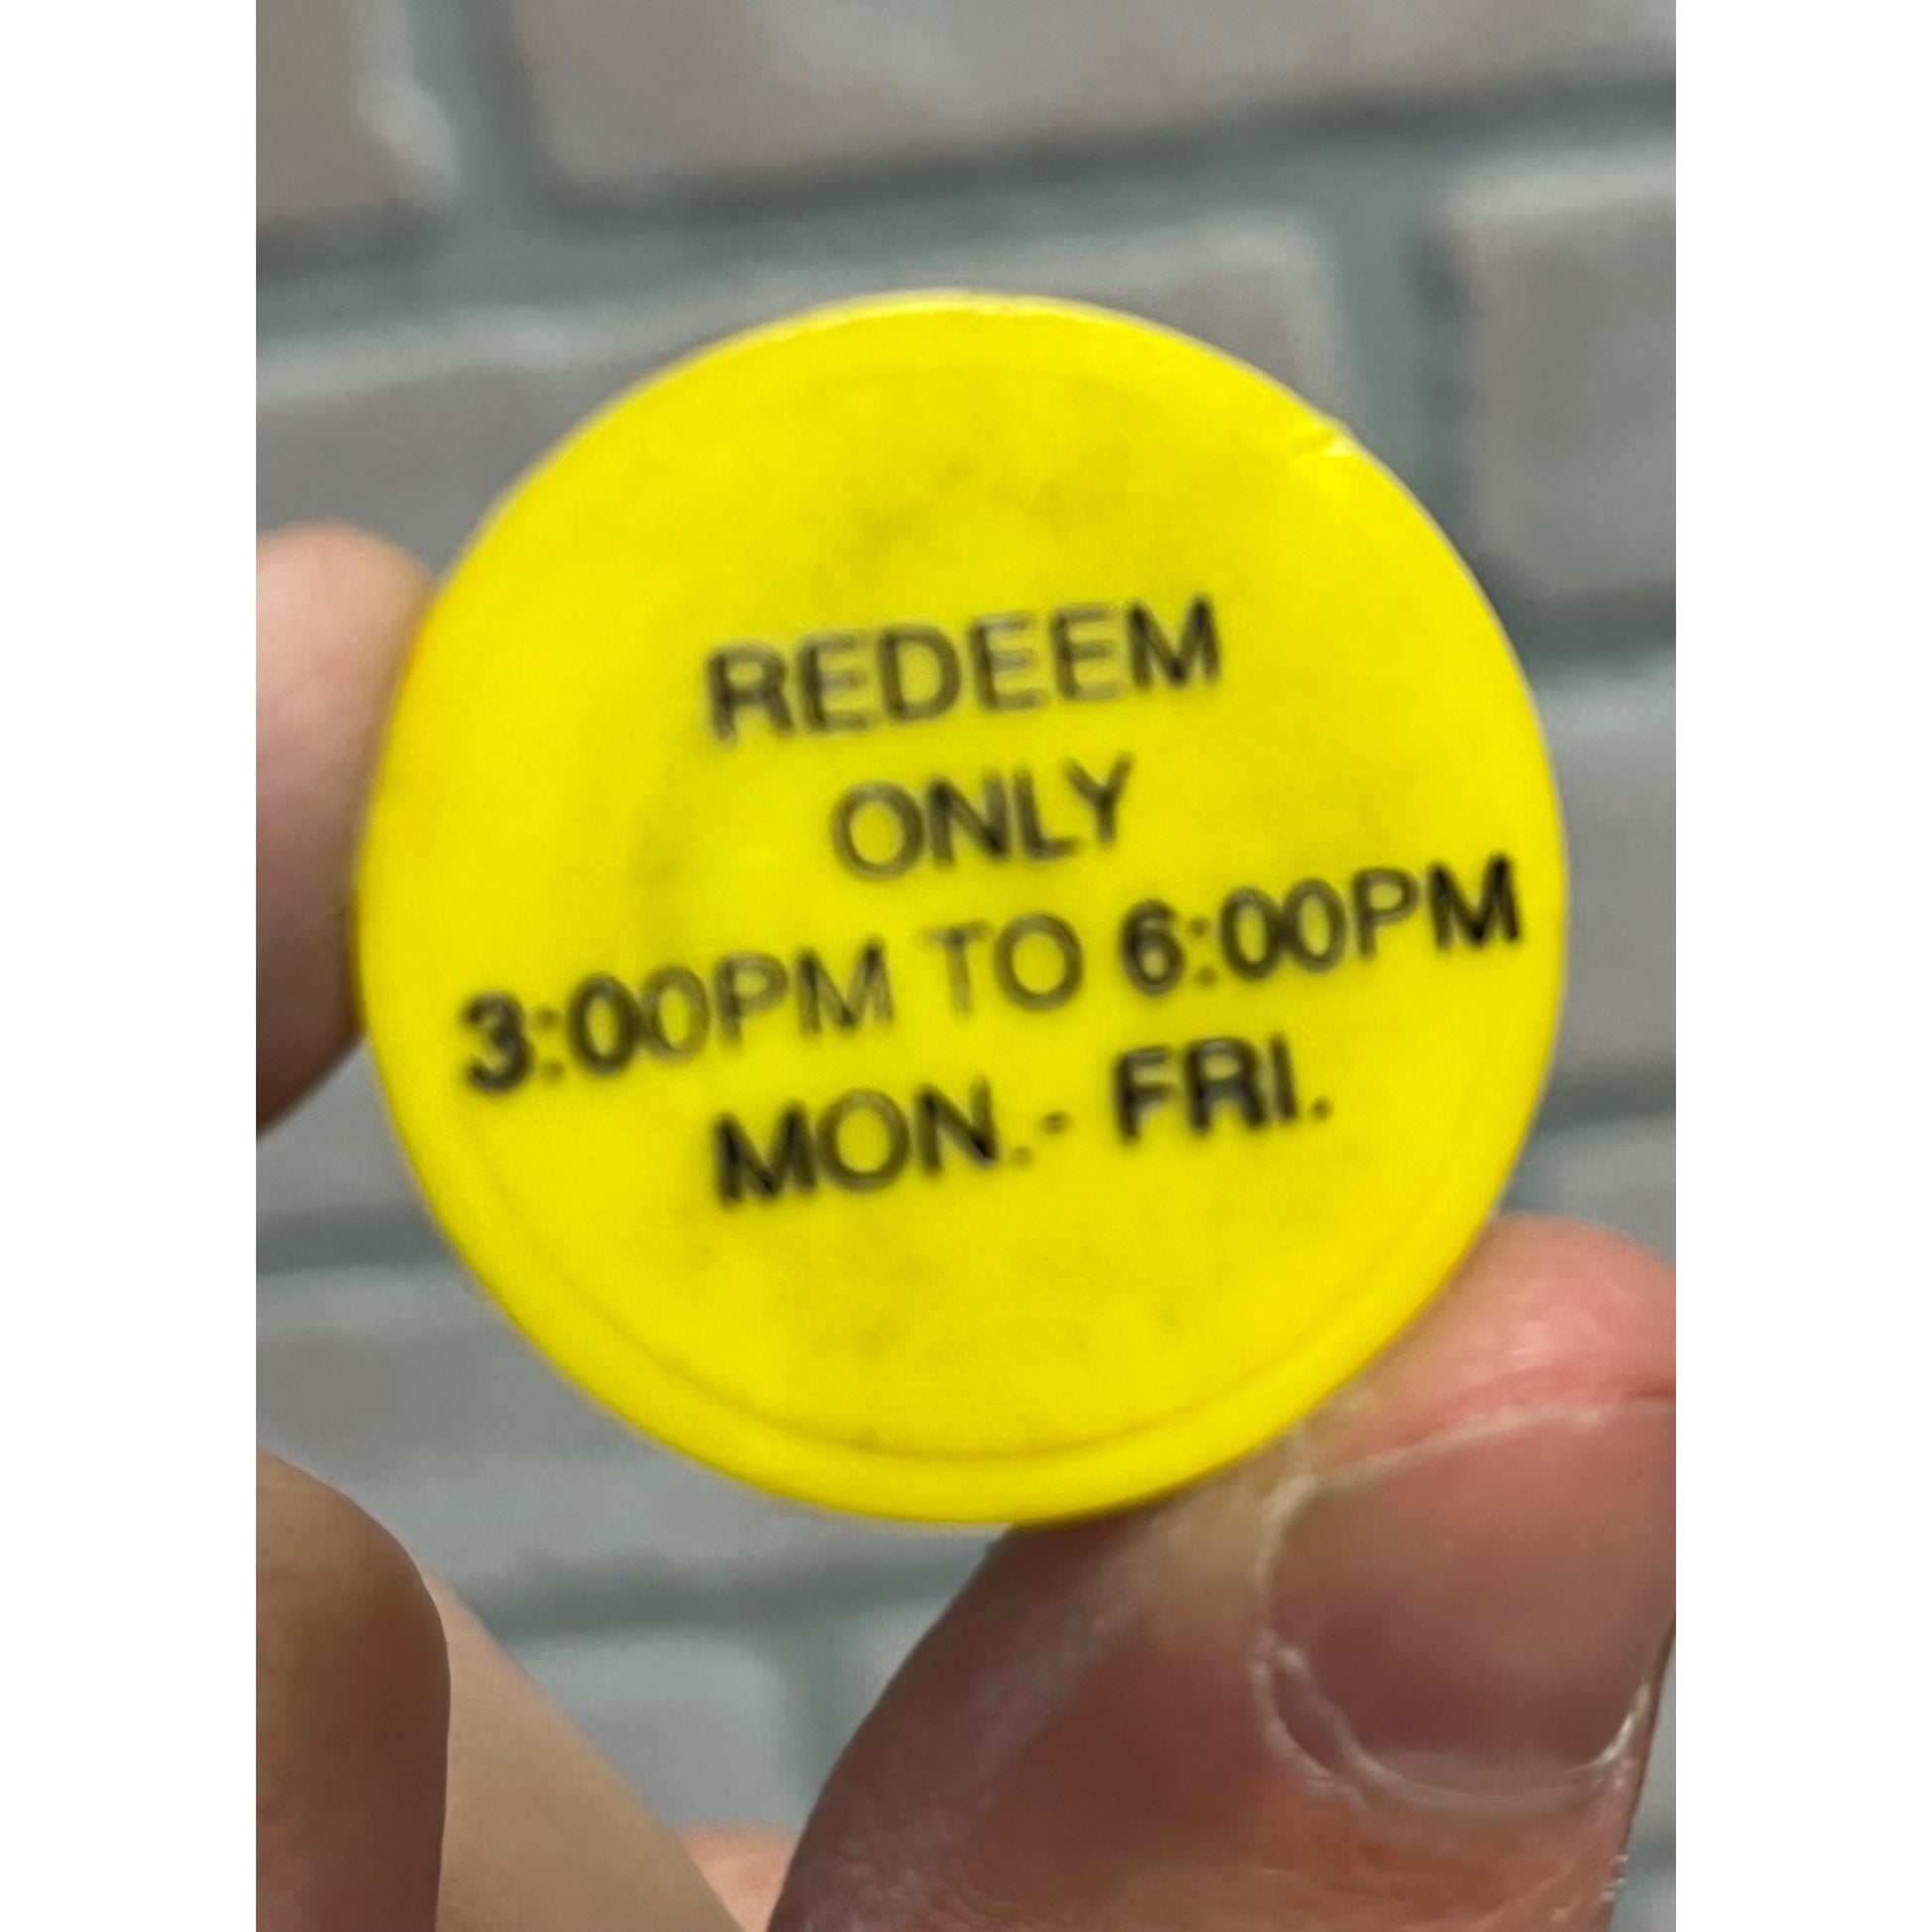 REDEEM
ONLY
3:00PM TO 6:00PM
MON.- FRI.